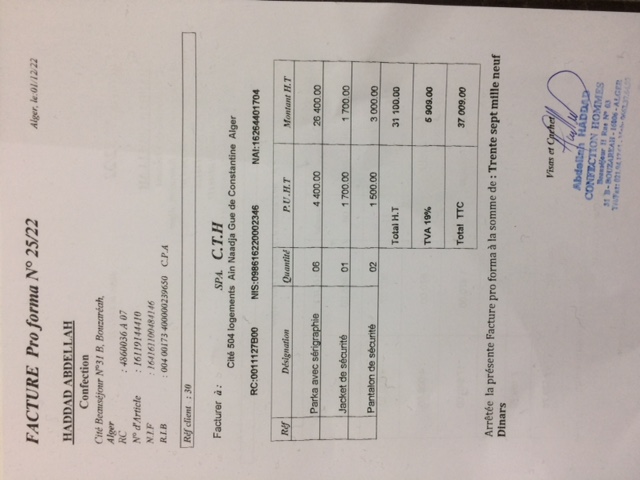 FACTURE Pro forma N° 25/22
Alger, le:01/12/22
HADDAD ABDELLAH
Confection
Cité Beauséjour N°31 B, Bouzaréah,
Alger
RC : 4860036 A 07
N° d'Article : 16119144410
N.I.F : 164161100484146
R.I.B : 004 00173 400000239650 C.P.A
Réf client : 30
Facturer à : SPA. C.T.H
Cité 504 logements Ain Naadja Gue de Constantine Alger
RC:0011127B00 NIS:098616220002346 NAI:16264401704
Réf Désignation Quantité P.U.H.T Montant H.T
Parka avec sérigraphie 06 4 400.00 26 400.00
Jacket de sécurité 01 1 700.00 1 700.00
Pantalon de sécurité 02 1 500.00 3 000.00
Total H.T 31 100.00
TVA 19% 5 909.00
Total TTC 37 009.00
Arrêtée la présente Facture pro forma à la somme de : Trente sept mille neuf
Dinars
Visas et Cachet
Abdellah HADDAD
CONFECTION HOMMES
Beauséjour II Rue N° 03
31 B - BOUZAREAH - 16806 - ALGER